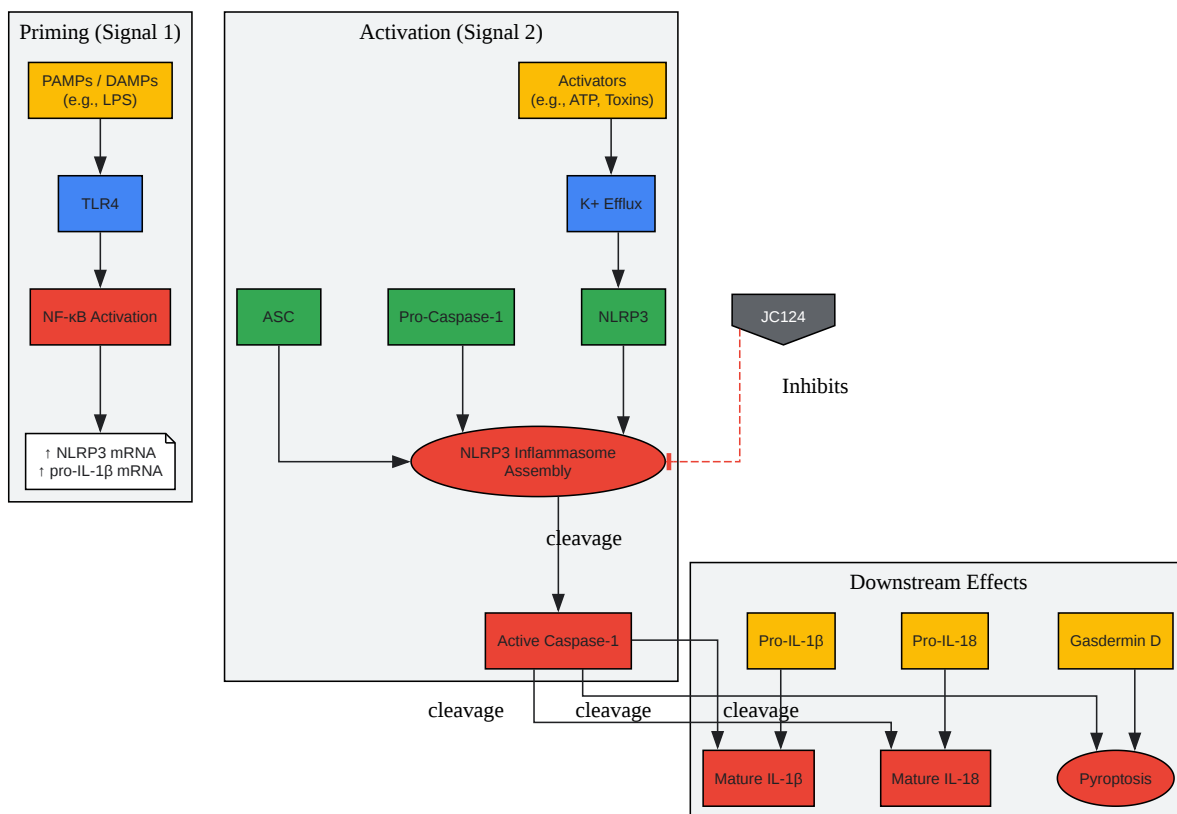 Priming (Signal 1)
PAMPs / DAMPs
(e.g., LPS)
TLR4
NF-κB Activation
↑ NLRP3 mRNA
↑ pro-IL-1β mRNA
Activation (Signal 2)
Activators
(e.g., ATP, Toxins)
K+ Efflux
ASC
Pro-Caspase-1
NLRP3
JC124
Inhibits
NLRP3 Inflammasome
Assembly
cleavage
Active Caspase-1
cleavage
cleavage
cleavage
Downstream Effects
Pro-IL-1β
Pro-IL-18
Gasdermin D
Mature IL-1β
Mature IL-18
Pyroptosis